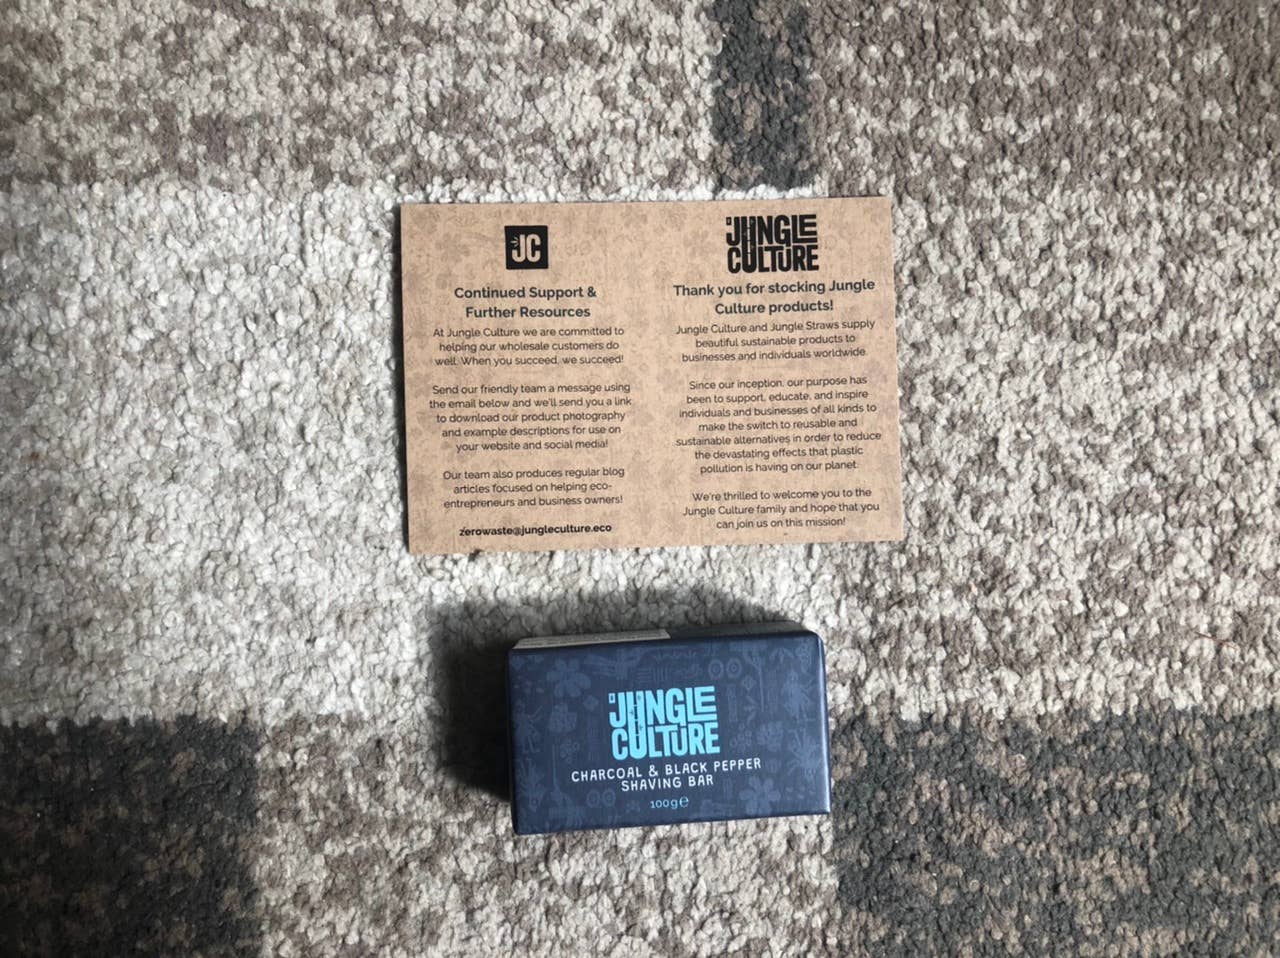 JC
Continued Support &
Further Resources
At Jungle Culture we are committed to
helping our wholesale customers do
well. When you succeed, we succeed!
Send our friendly team a message using
the email below and we'll send you a link
to download our product photography
and example descriptions for use on
your website and social media!
Our team also produces regular blog
articles focused on helping eco-
entrepreneurs and business owners!
zerowaste@jungleculture.eco
JUNGLE
CULTURE
Thank you for stocking Jungle
Culture products!
Jungle Culture and Jungle Straws supply
beautiful sustainable products to
businesses and individuals worldwide.
Since our inception, our purpose has
been to support, educate, and inspire
individuals and businesses of all kinds to
make the switch to reusable and
sustainable alternatives in order to reduce
the devastating effects that plastic
pollution is having on our planet.
We're thrilled to welcome you to the
Jungle Culture family and hope that you
can join us on this mission!
JUNGLE
CULTURE
CHARCOAL & BLACK PEPPER
SHAVING BAR
100g℮